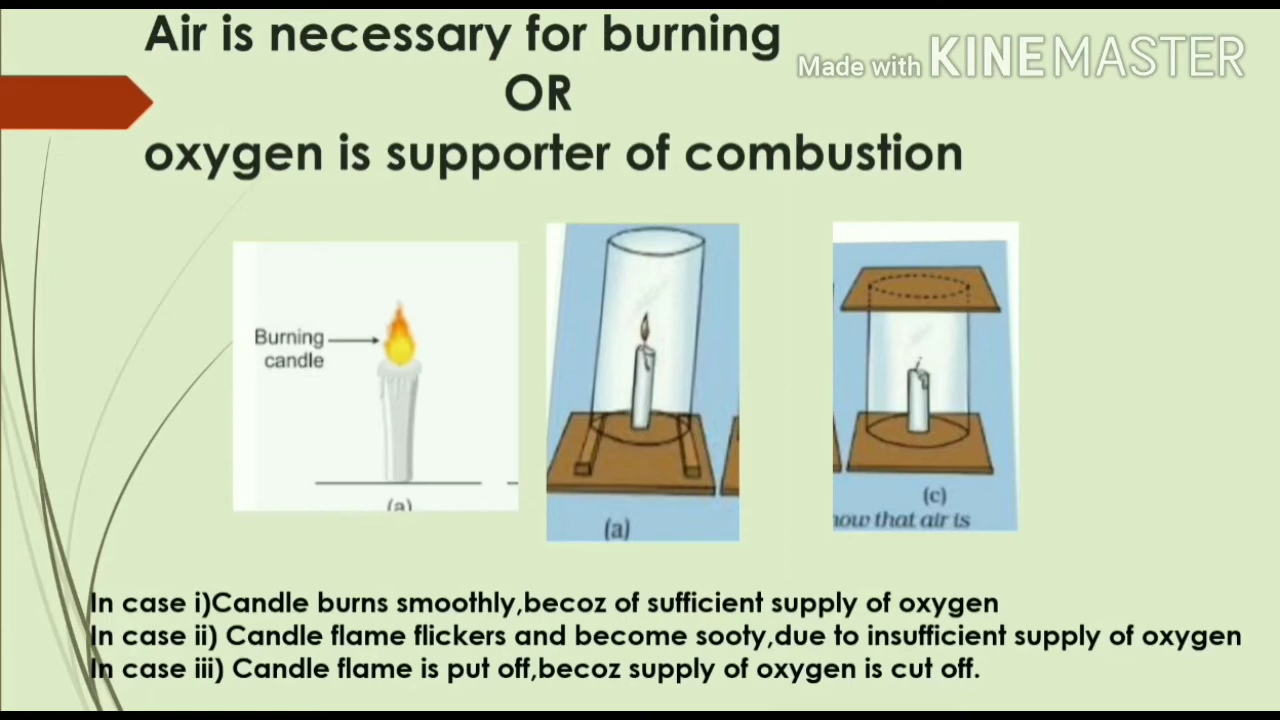 Air is necessary for burning
Made with KINEMASTER
OR
oxygen is supporter of combustion
Burning
candle
(a)
(a)
(c)
how that air is
In case i)Candle burns smoothly,becoz of sufficient supply of oxygen
In case ii) Candle flame flickers and become sooty,due to insufficient supply of oxygen
In case iii) Candle flame is put off,becoz supply of oxygen is cut off.